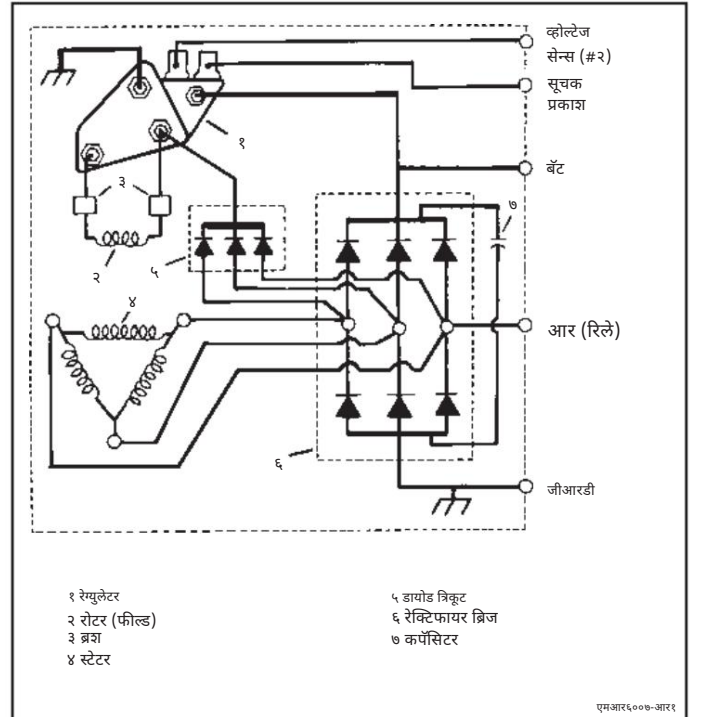 व्होल्टेज
सेन्स (#२)
सूचक
प्रकाश
१
बॅट
३
७
२
५
४
आर (रिले)
६
जीआरडी
१ रेग्युलेटर
२ रोटर (फील्ड)
३ ब्रश
४ स्टेटर
५ डायोड त्रिकूट
६ रेक्टिफायर ब्रिज
७ कपॅसिटर
एमआर६००७-आर१